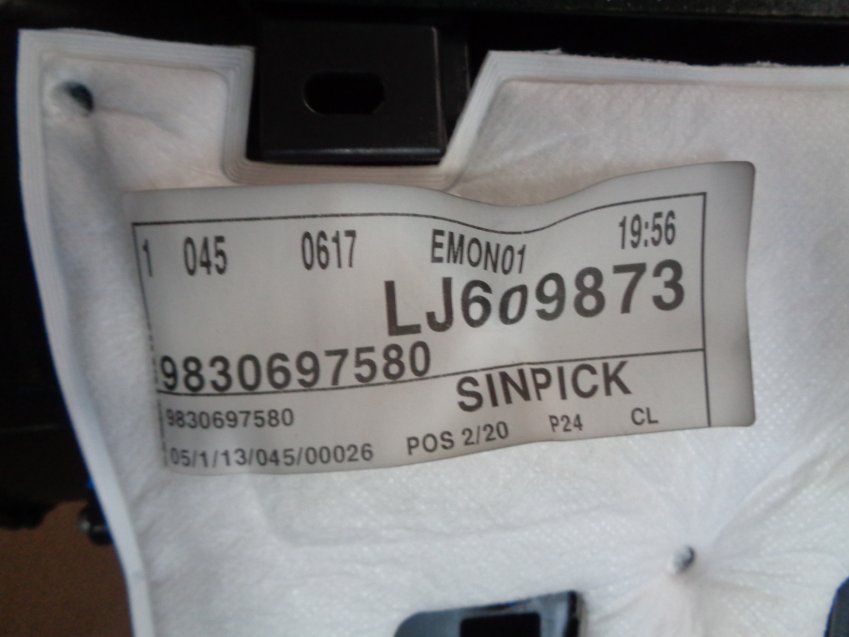 1 045 0617 EMON01 19:56
LJ609873
9830697580
9830697580 SINPICK
05/1/13/045/00026 POS 2/20 P24 CL